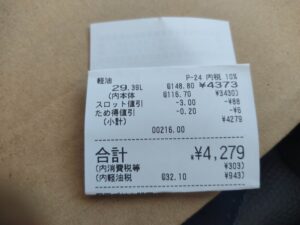 P-24 内税 10%
軽油
29.39L @148.80 ¥4373
(内本体 @116.70 ¥3430)
スロット値引 -3.00 -¥88
ため得値引 -0.20 -¥6
(小計) ¥4279
00216.00
合計 ¥4,279
(内消費税等 ¥303)
(内軽油税 @32.10 ¥943)